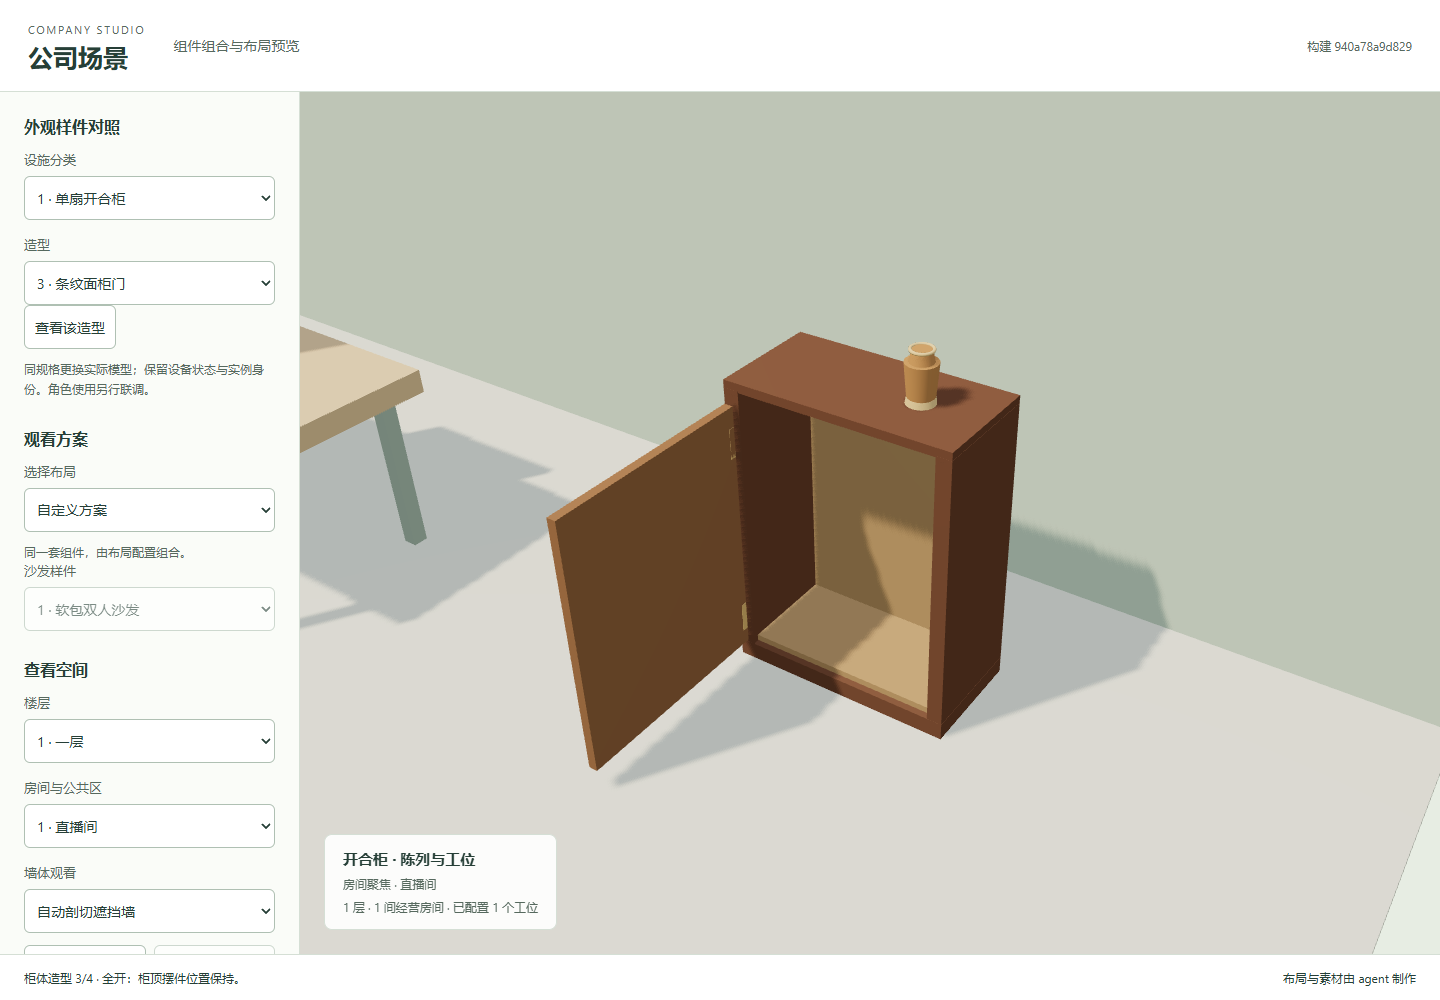 COMPANY STUDIO
公司场景
组件组合与布局预览
构建 940a78a9d829
外观样件对照
设施分类
1 · 单扇开合柜
造型
3 · 条纹面柜门
查看该造型
同规格更换实际模型；保留设备状态与实例身
份。角色使用另行联调。
观看方案
选择布局
自定义方案
同一套组件，由布局配置组合。
沙发样件
1 · 软包双人沙发
查看空间
楼层
1 · 一层
房间与公共区
1 · 直播间
墙体观看
自动剖切遮挡墙
开合柜 · 陈列与工位
房间聚焦 · 直播间
1 层 · 1 间经营房间 · 已配置 1 个工位
柜体造型 3/4 · 全开；柜顶摆件位置保持。
布局与素材由 agent 制作